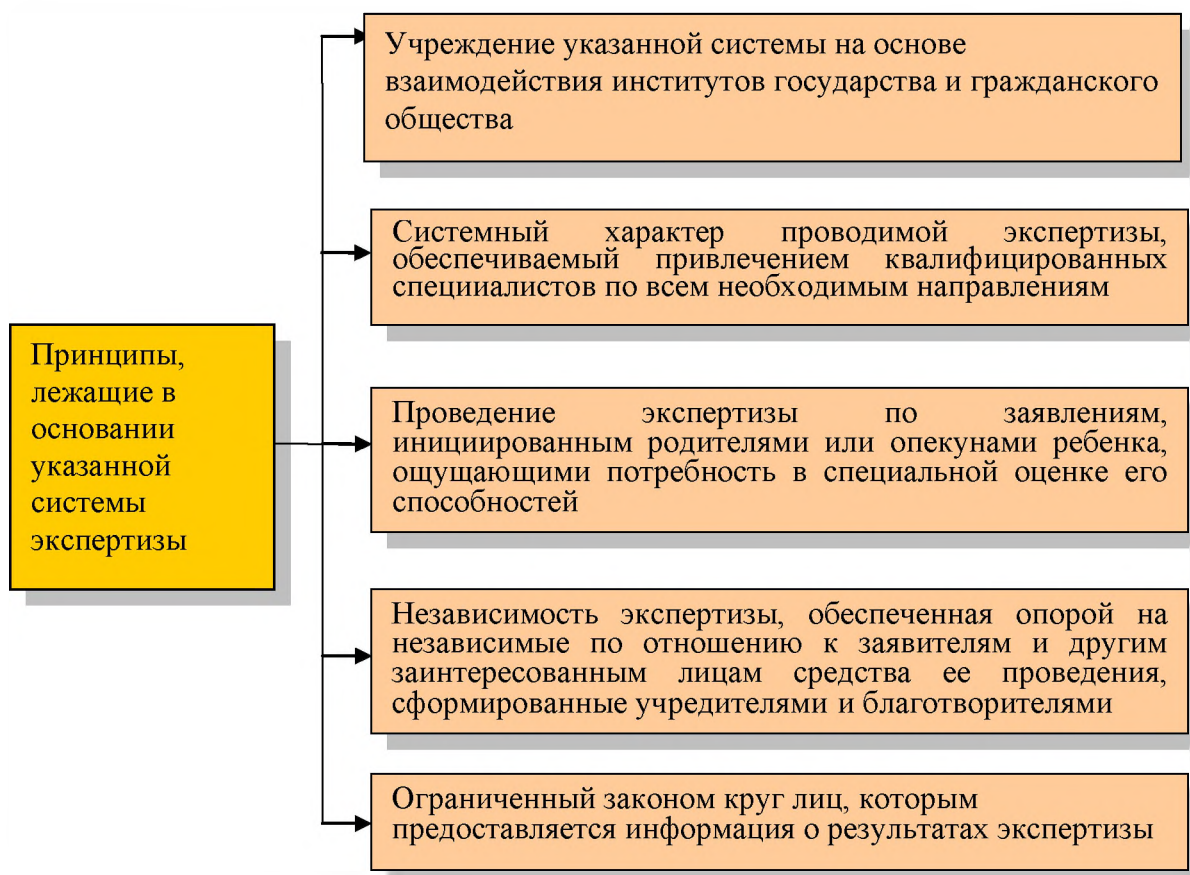 Учреждение указанной системы на основе
взаимодействия институтов государства и гражданского
общества
Системный характер проводимой экспертизы,
обеспечиваемый привлечением квалифицированных
специиалистов по всем необходимым направлениям
Принципы,
лежащие в
основании
указанной
системы
экспертизы
Проведение экспертизы по заявлениям,
инициированным родителями или опекунами ребенка,
ощущающими потребность в специальной оценке его
способностей
Независимость экспертизы, обеспеченная опорой на
независимые по отношению к заявителям и другим
заинтересованным лицам средства ее проведения,
сформированные учредителями и благотворителями
Ограниченный законом круг лиц, которым
предоставляется информация о результатах экспертизы